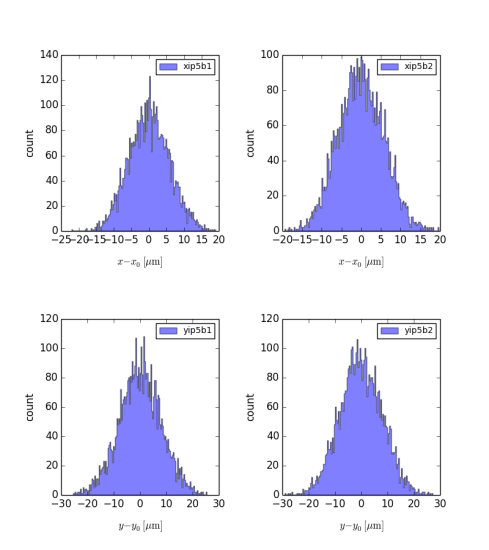 140
120
100
80
60
40
20
0
count
xip5b1
−25−20−15−10 −5 0 5 10 15 20
x−x₀ [μm]
100
80
60
40
20
0
count
xip5b2
−20−15−10 −5 0 5 10 15 20
x−x₀ [μm]
120
100
80
60
40
20
0
count
yip5b1
−30 −20 −10 0 10 20 30
y−y₀ [μm]
120
100
80
60
40
20
0
count
yip5b2
−30 −20 −10 0 10 20 30
y−y₀ [μm]